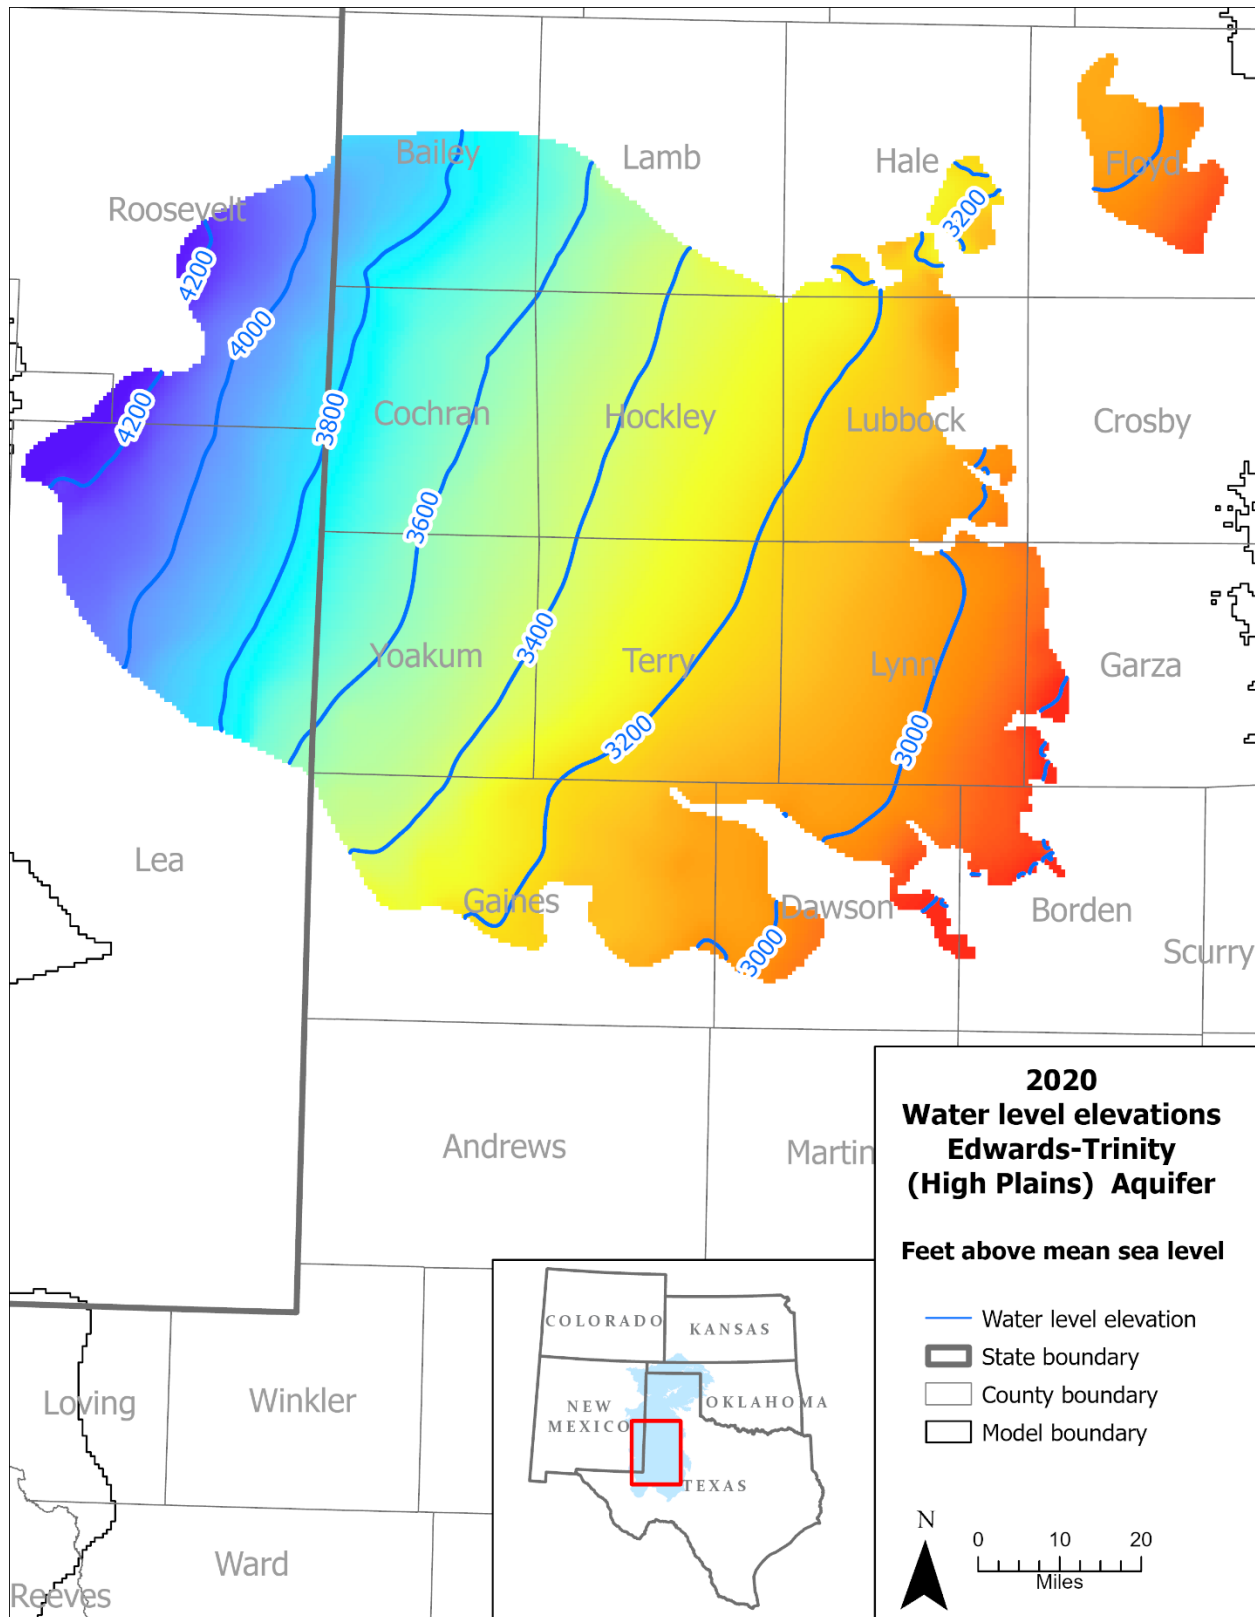 Bailey
Lamb
Hale
Floyd
Roosevelt
3200
4200
4000
4200
3800
Cochran
Hockley
Lubbock
Crosby
3600
3400
Yoakum
Terry
Lynn
Garza
3200
3000
Lea
Gaines
Dawson
Borden
3000
Scurry
Andrews
Martin
2020
Water level elevations
Edwards-Trinity
(High Plains) Aquifer
Feet above mean sea level
Water level elevation
State boundary
County boundary
Model boundary
N
0 10 20
Miles
COLORADO
KANSAS
NEW
MEXICO
OKLAHOMA
TEXAS
Loving
Winkler
Ward
Reeves